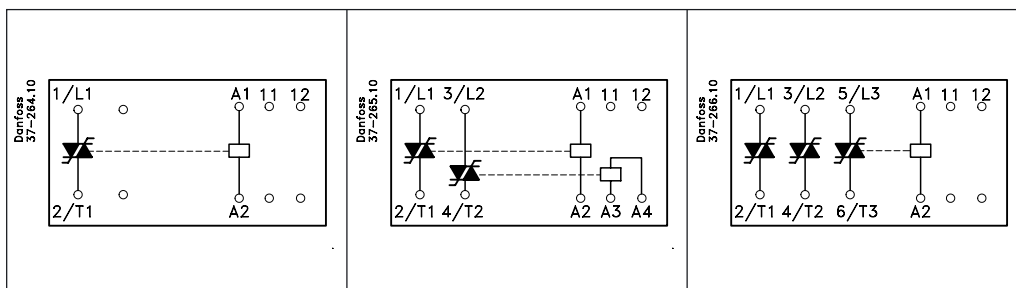 Danfoss
37-264.10
1/L1 A1 11 12
2/T1 A2
Danfoss
37-265.10
1/L1 3/L2 A1 11 12
2/T1 4/T2 A2 A3 A4
Danfoss
37-266.10
1/L1 3/L2 5/L3 A1 11 12
2/T1 4/T2 6/T3 A2